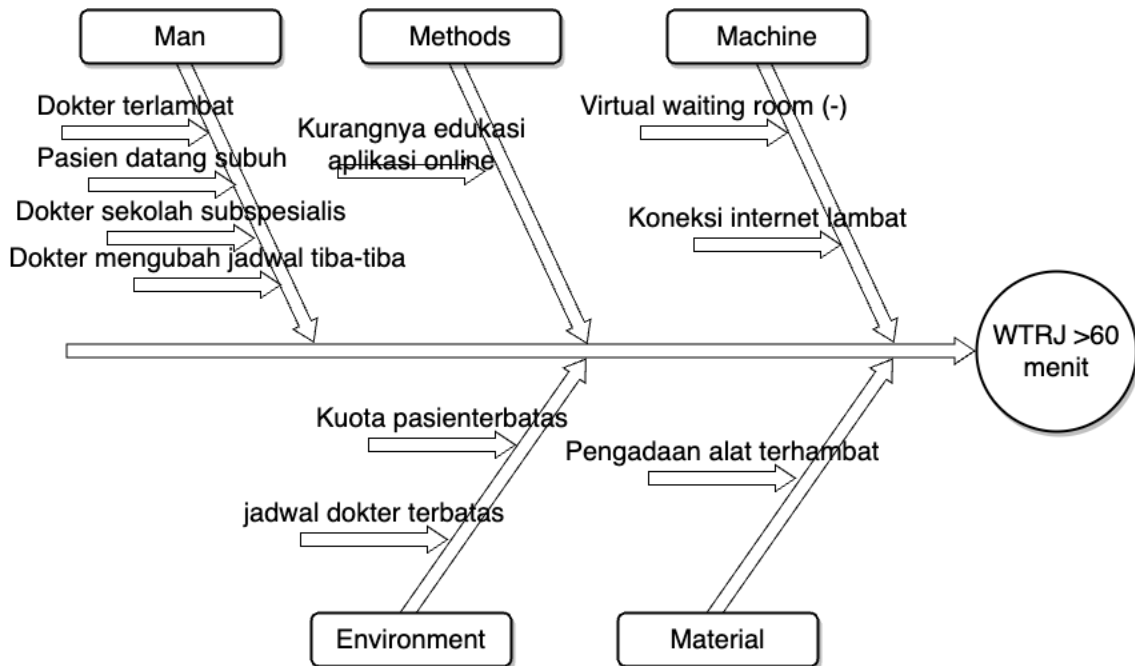 Man
Methods
Machine
Dokter terlambat
Pasien datang subuh
Dokter sekolah subspesialis
Dokter mengubah jadwal tiba-tiba
Kurangnya edukasi
aplikasi online
Virtual waiting room (-)
Koneksi internet lambat
WTRJ >60
menit
Kuota pasienterbatas
jadwal dokter terbatas
Pengadaan alat terhambat
Environment
Material